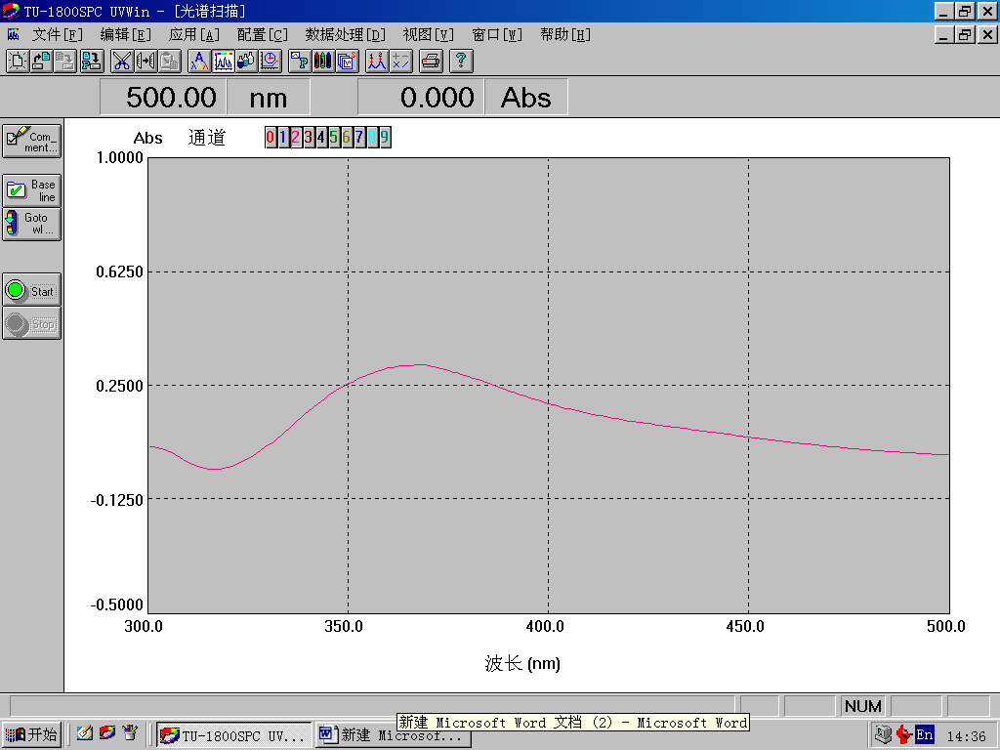 TU-1800SPC UVWin - [光谱扫描]
文件[F] 编辑[E] 应用[A] 配置[C] 数据处理[D] 视图[V] 窗口[W] 帮助[H]
500.00 nm 0.000 Abs
Com_
ment...
Base
line
Goto
wl ...
Start
Stop
Abs 通道 0 1 2 3 4 5 6 7 8 9
1.0000
0.6250
0.2500
-0.1250
-0.5000
300.0 350.0 400.0 450.0 500.0
波长 (nm)
NUM
新建 Microsoft Word 文档 (2) - Microsoft Word
开始 TU-1800SPC UV... 新建 Microsof... En 14:36